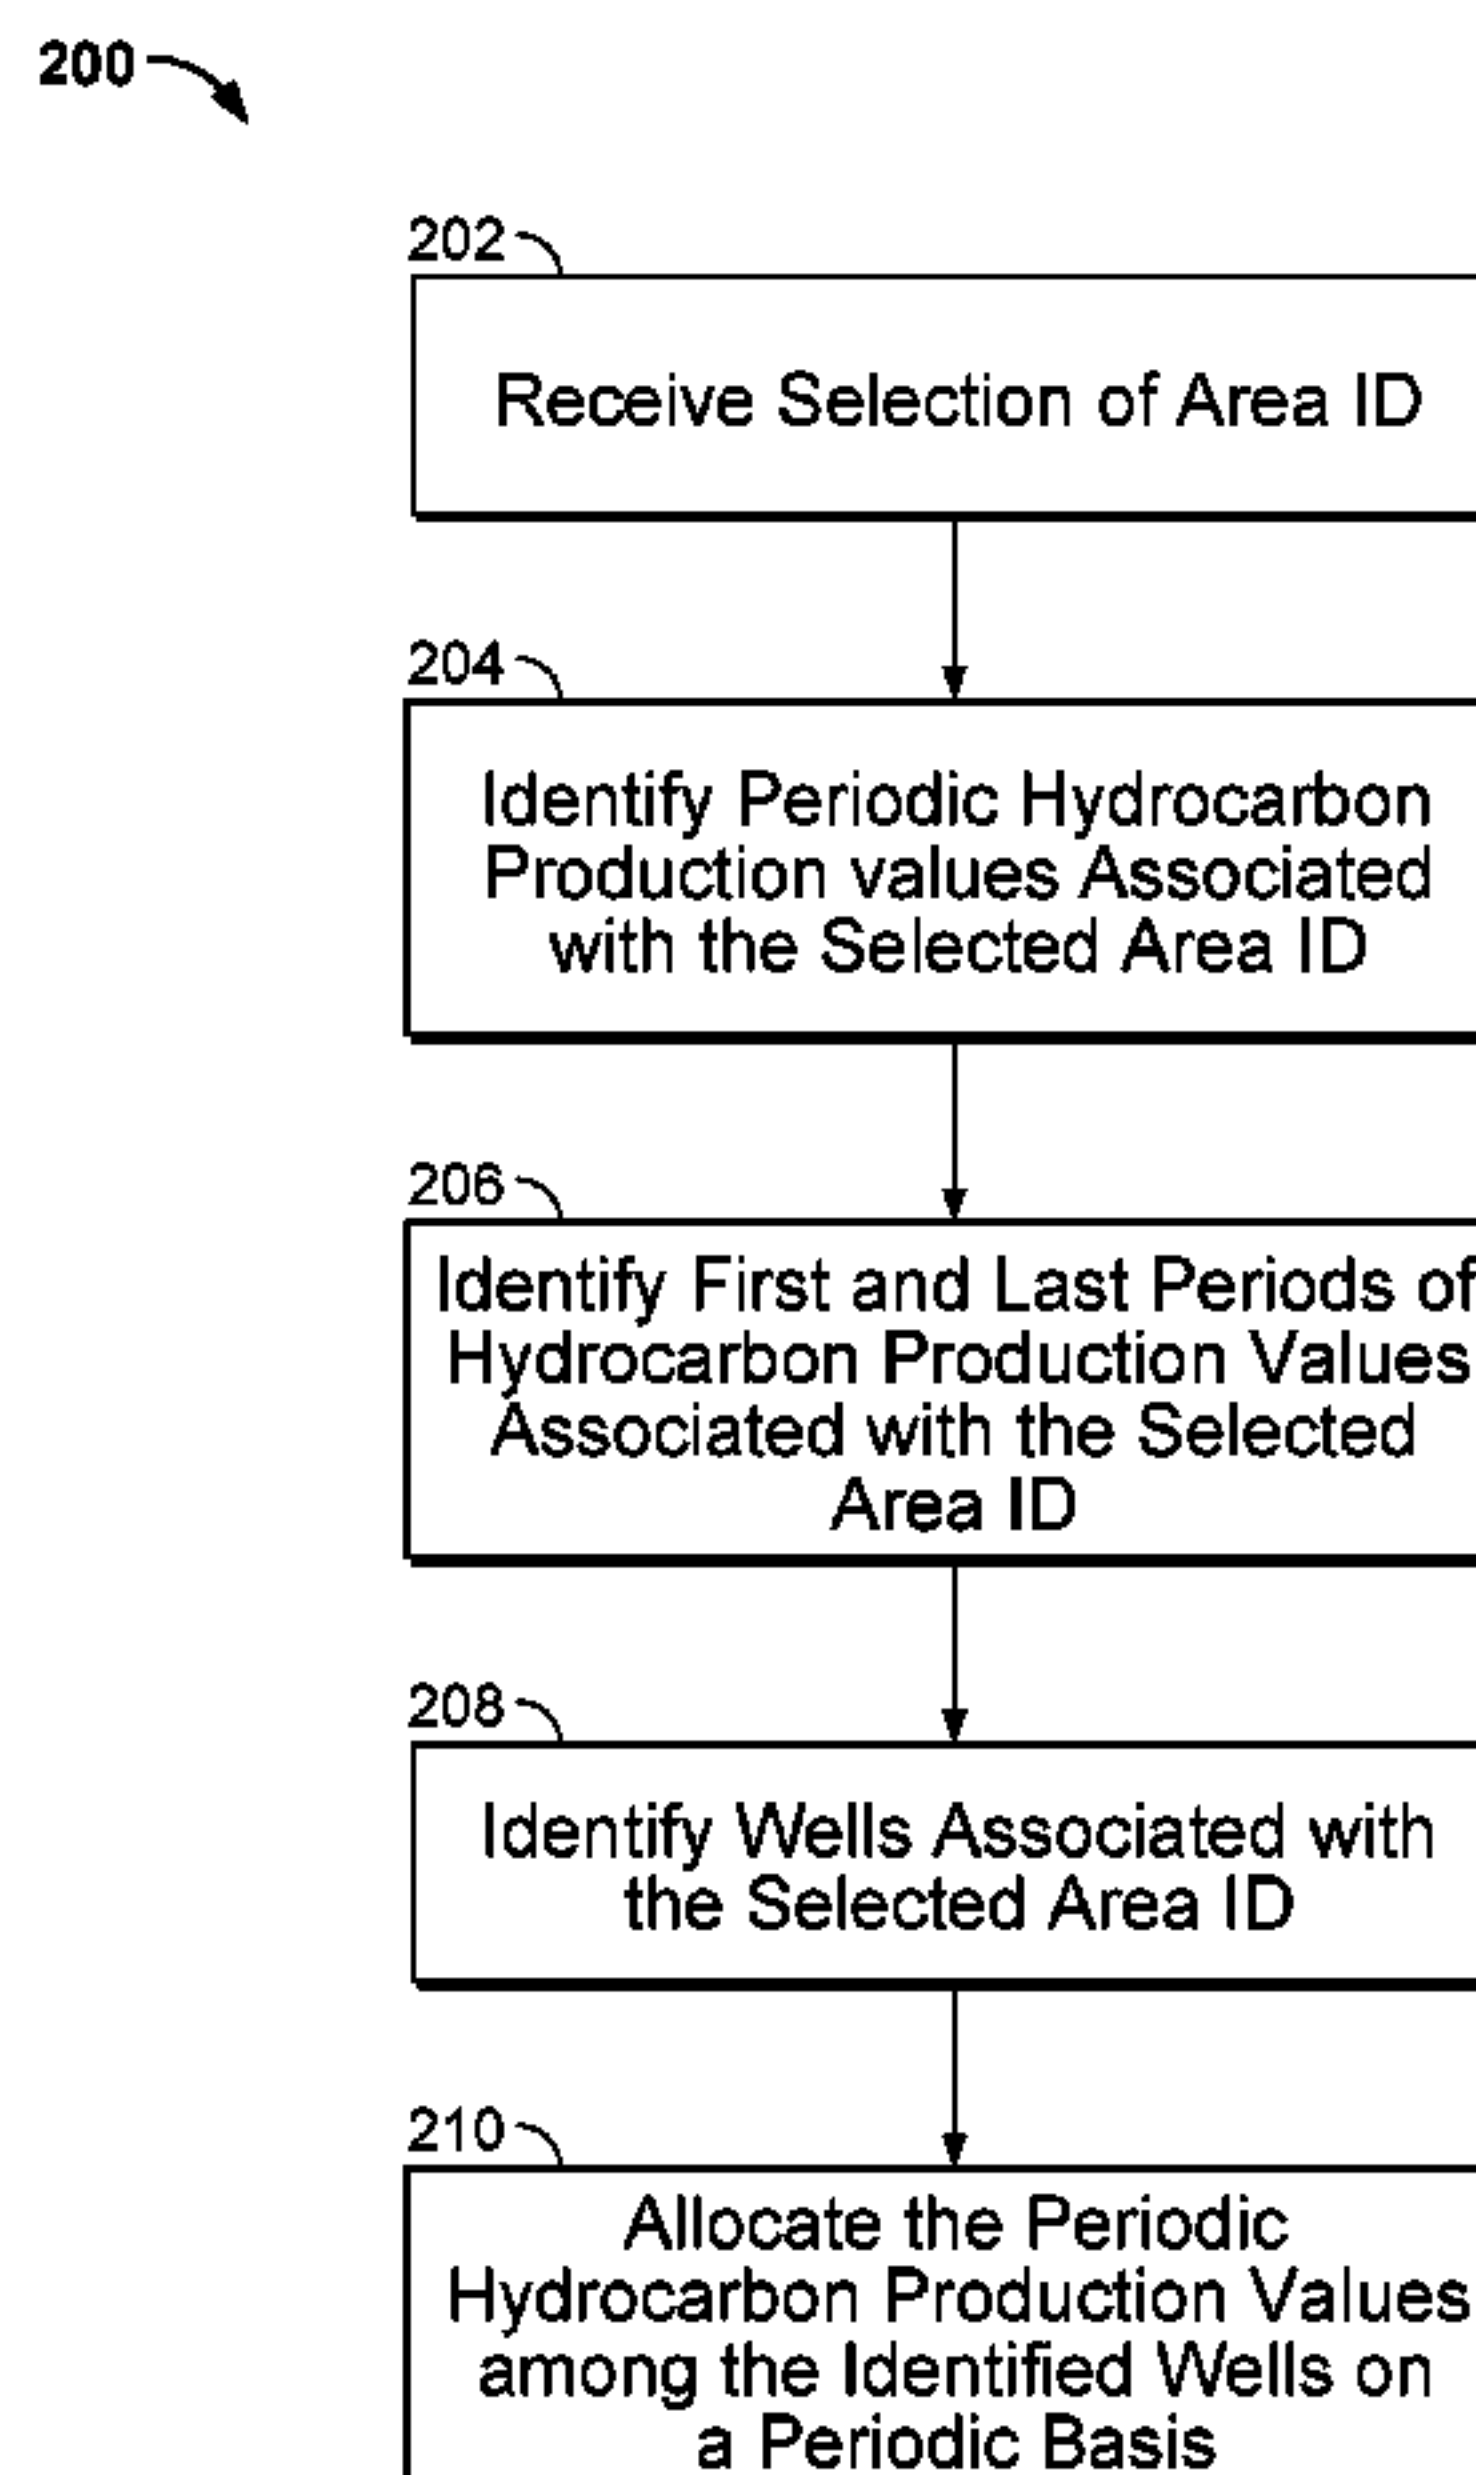 200
202
Receive Selection of Area ID
204
Identify Periodic Hydrocarbon
Production values Associated
with the Selected Area ID
206
Identify First and Last Periods of
Hydrocarbon Production Values
Associated with the Selected
Area ID
208
Identify Wells Associated with
the Selected Area ID
210
Allocate the Periodic
Hydrocarbon Production Values
among the Identified Wells on
a Periodic Basis